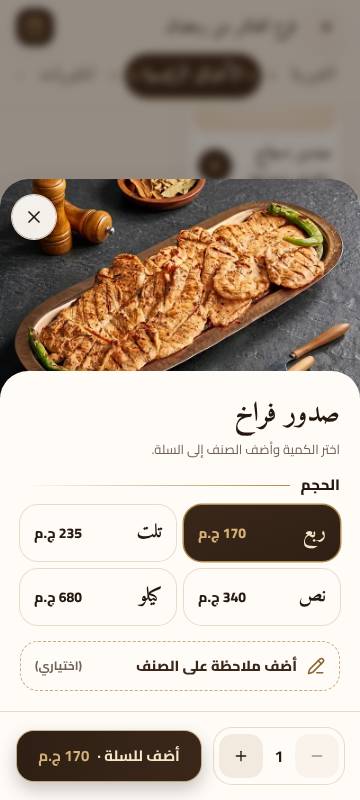 صدور فراخ
اختر الكمية وأضف الصنف إلى السلة.
الحجم
ربع 170 ج.م
تلت 235 ج.م
نص 340 ج.م
كيلو 680 ج.م
أضف ملاحظة على الصنف (اختياري)
− 1 +
أضف للسلة · 170 ج.م